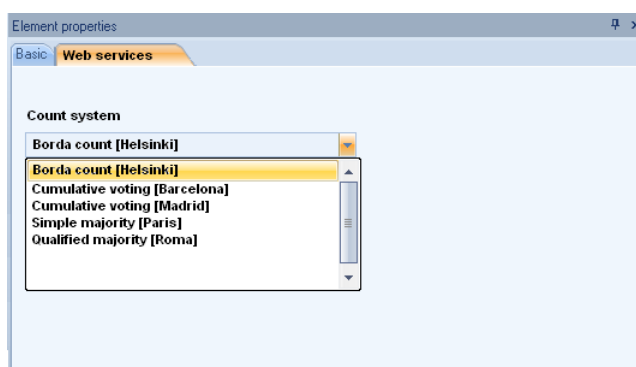 Element properties
Basic Web services
Count system
Borda count [Helsinki]
Borda count [Helsinki]
Cumulative voting [Barcelona]
Cumulative voting [Madrid]
Simple majority [Paris]
Qualified majority [Roma]